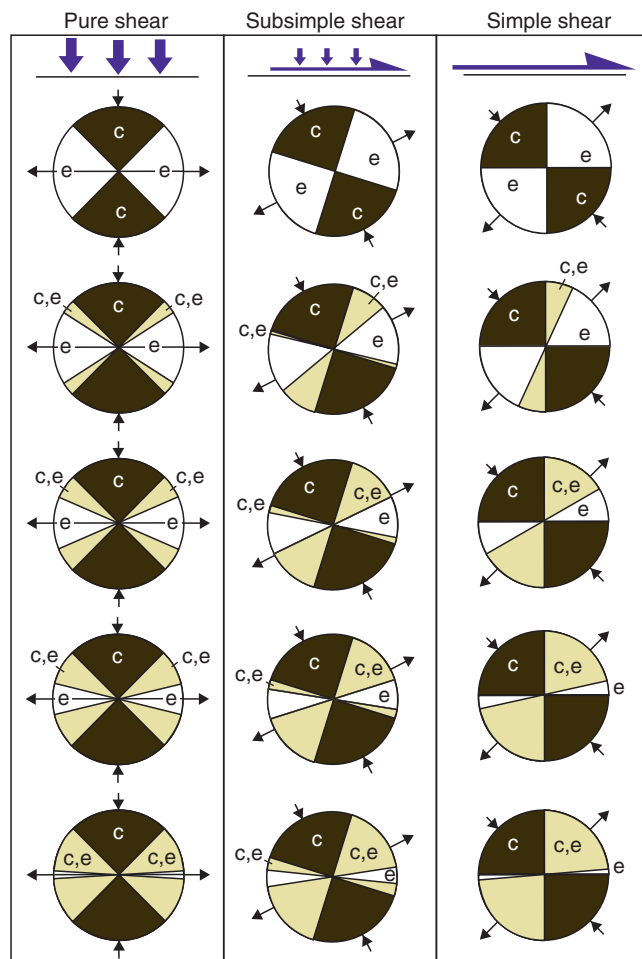 Pure shear Subsimple shear Simple shear
c c c
e e e e
e e
c c c
c,e c,e c,e c,e
c c c
e e e e
c,e
c,e c,e c c c
c,e c,e
c,e
e e e e
c,e c,e c c c
c,e c,e
c,e
e e e e
c c c
c,e c,e c,e c,e c,e
e e